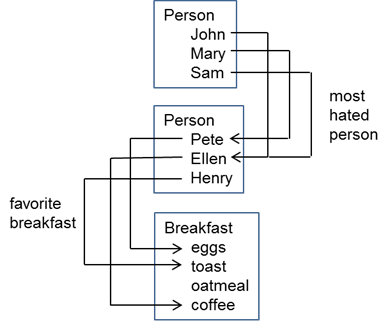 Person
John
Mary
Sam
most
hated
person
Person
Pete
Ellen
Henry
favorite
breakfast
Breakfast
eggs
toast
oatmeal
coffee